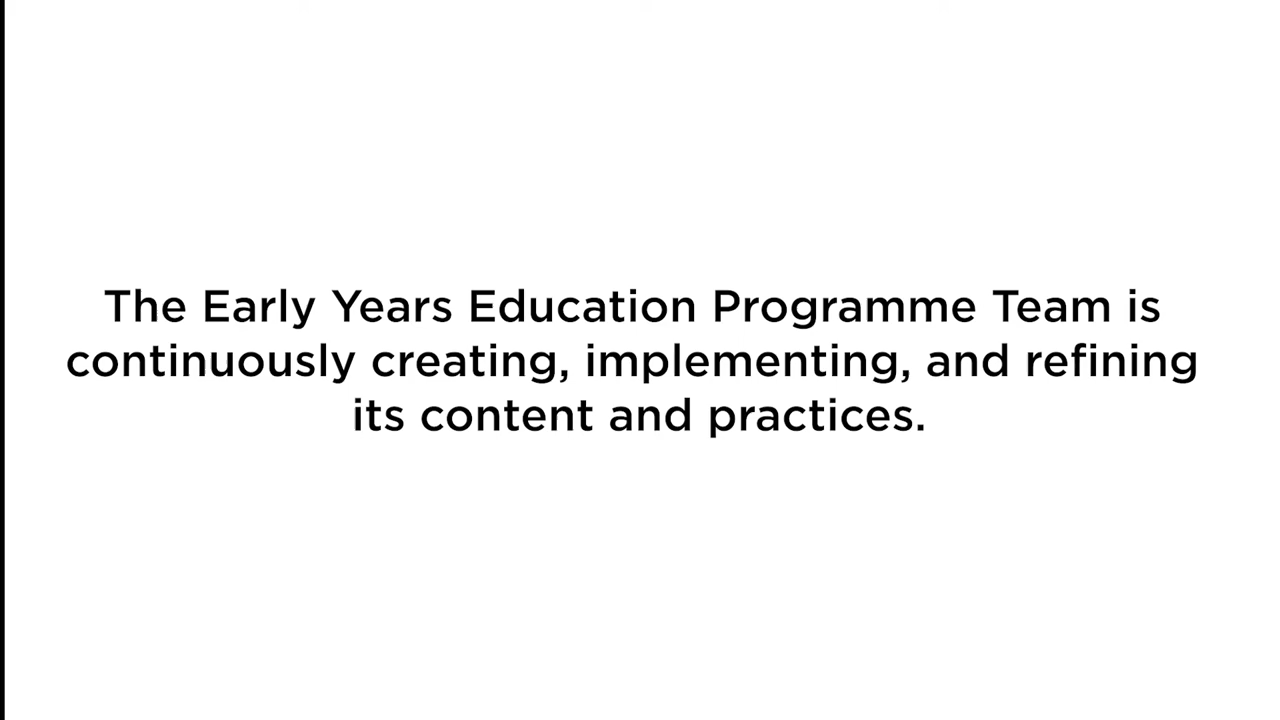 The Early Years Education Programme Team is
continuously creating, implementing, and refining
its content and practices.